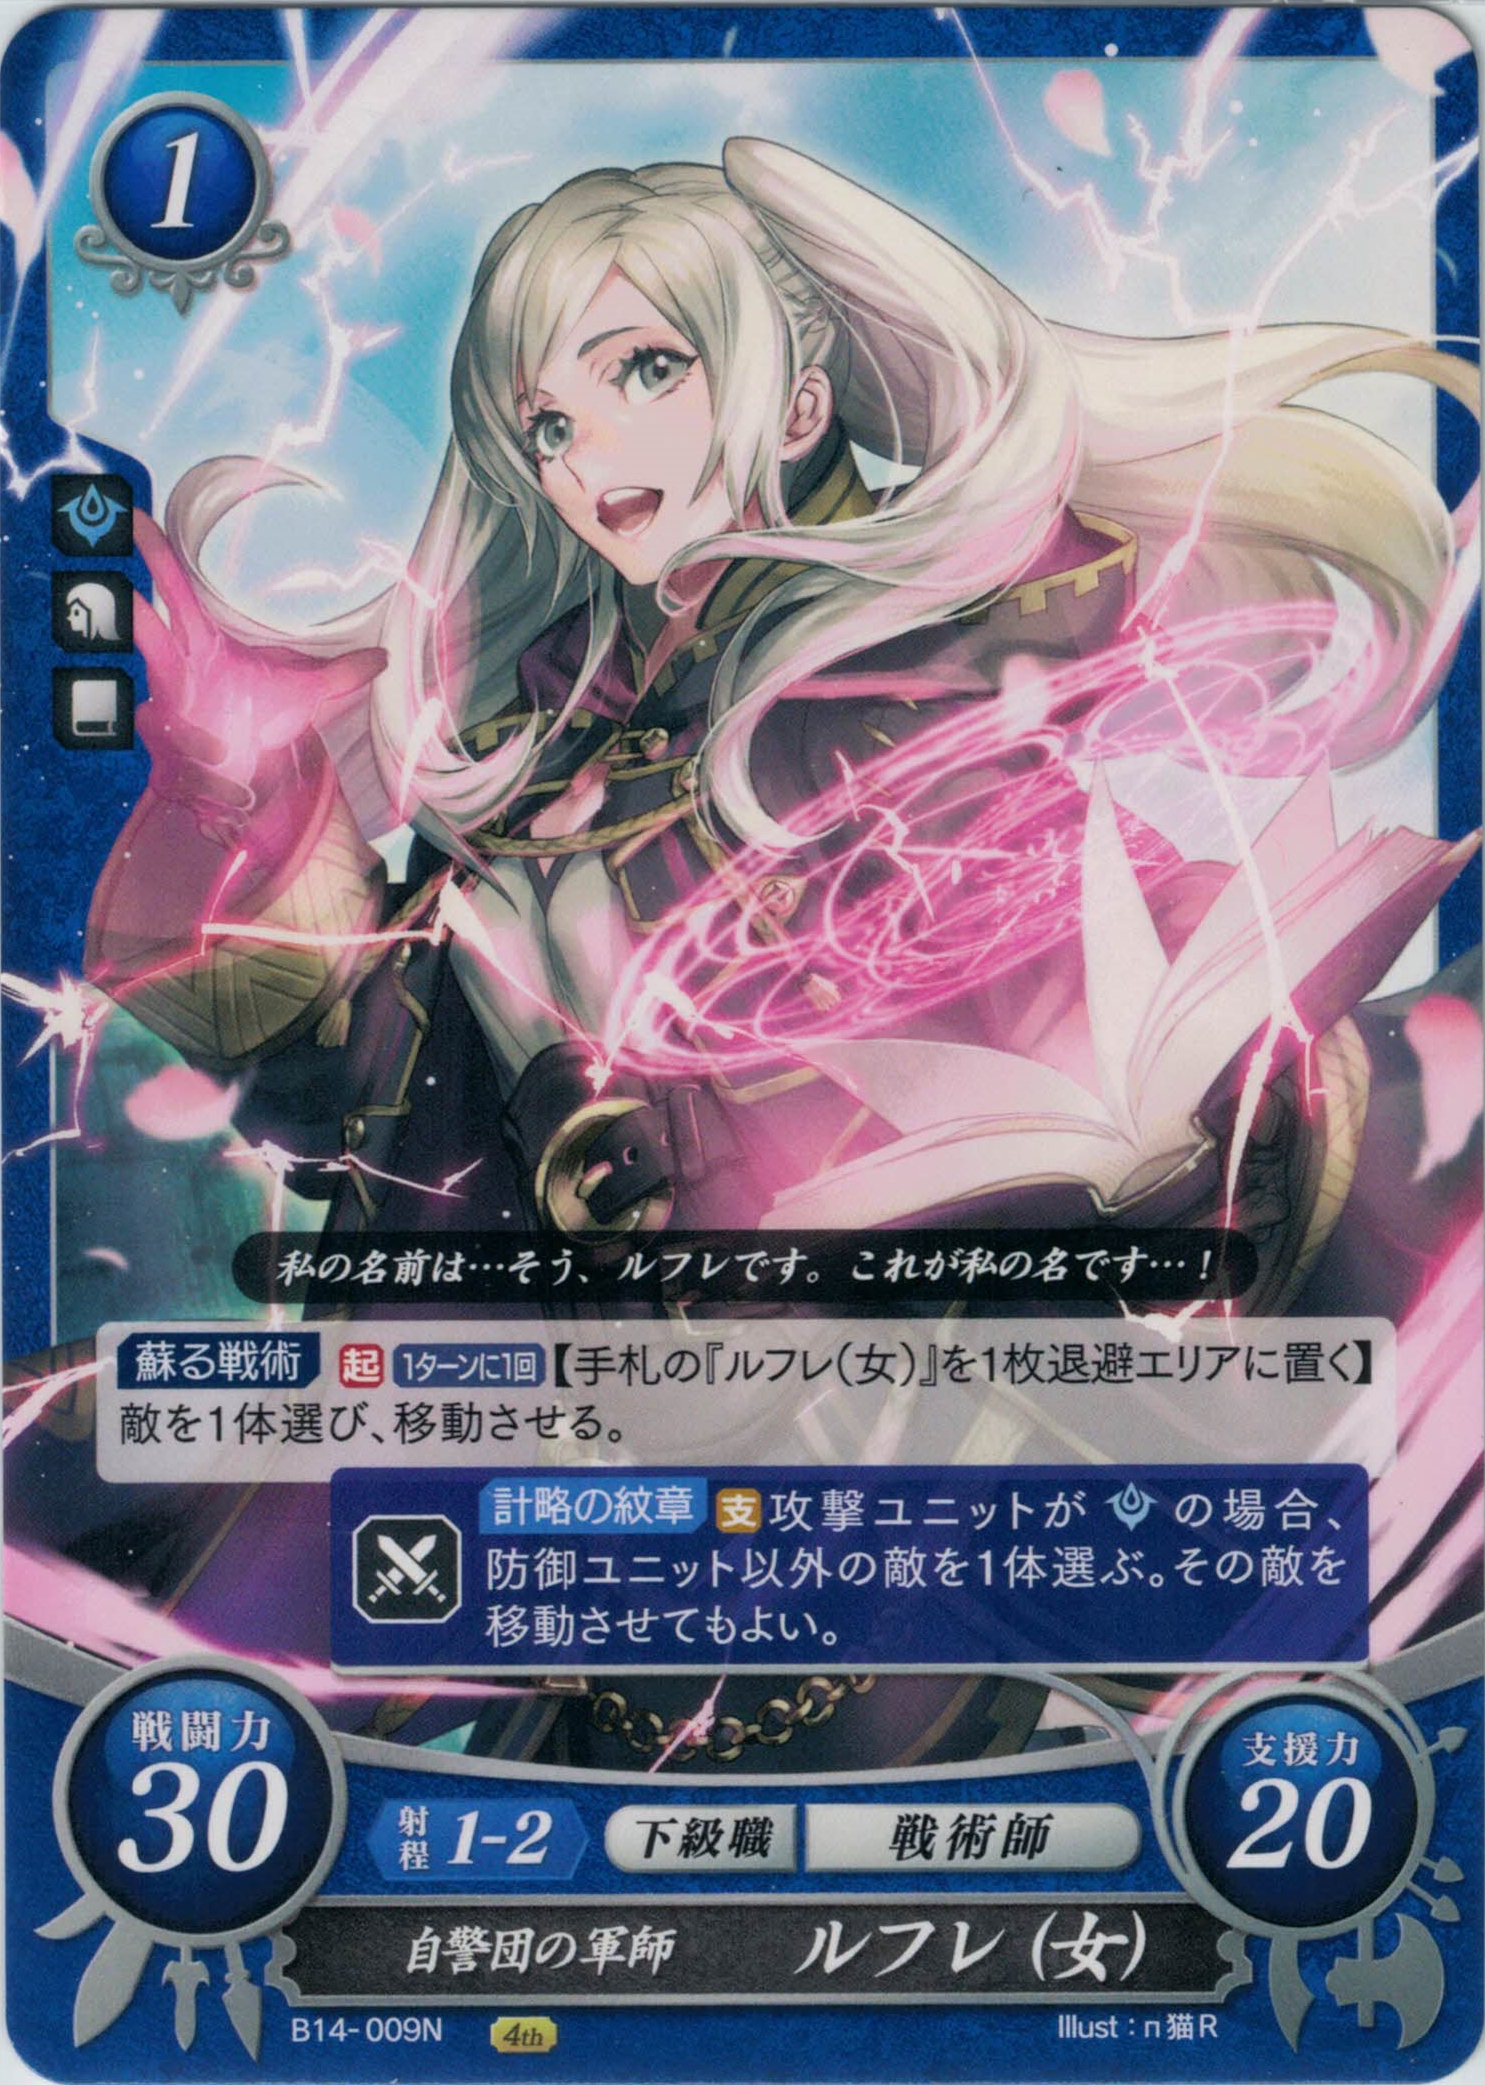 1
私の名前は…そう、ルフレです。これが私の名です…！
蘇る戦術 起 1ターンに1回 【手札の『ルフレ（女）』を1枚退避エリアに置く】
敵を1体選び、移動させる。
計略の紋章 支 攻撃ユニットが の場合、
防御ユニット以外の敵を1体選ぶ。その敵を
移動させてもよい。
戦闘力
30
射程 1-2
下級職
戦術師
支援力
20
自警団の軍師 ルフレ（女）
B14-009N 4th Illust：п猫R